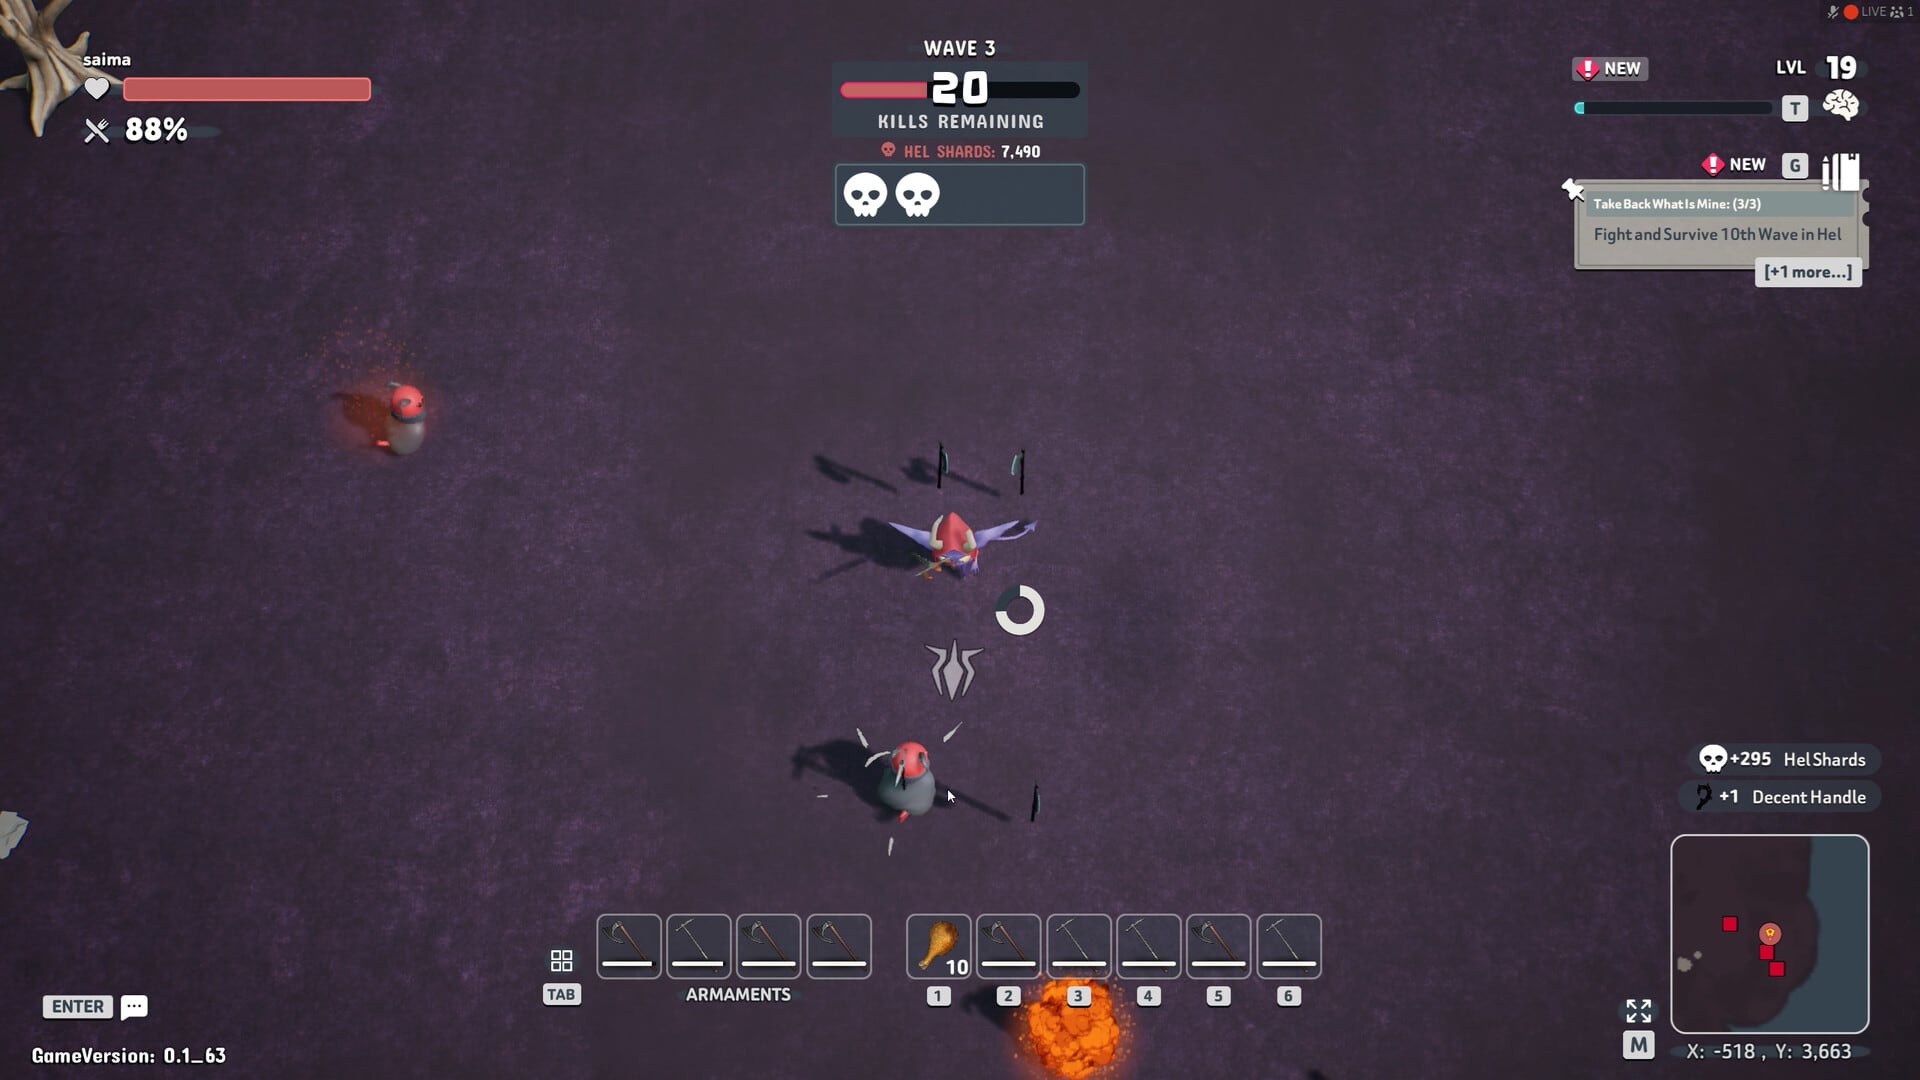 LIVE 1
saima
88%
WAVE 3
20
KILLS REMAINING
HEL SHARDS: 7,490
NEW
LVL 19
T
NEW G
Take Back What Is Mine: (3/3)
Fight and Survive 10th Wave in Hel
[+1 more...]
+295 Hel Shards
+1 Decent Handle
10
TAB
ARMAMENTS
1 2 3 4 5 6
ENTER
M
X: -518 , Y: 3,663
GameVersion: 0.1_63